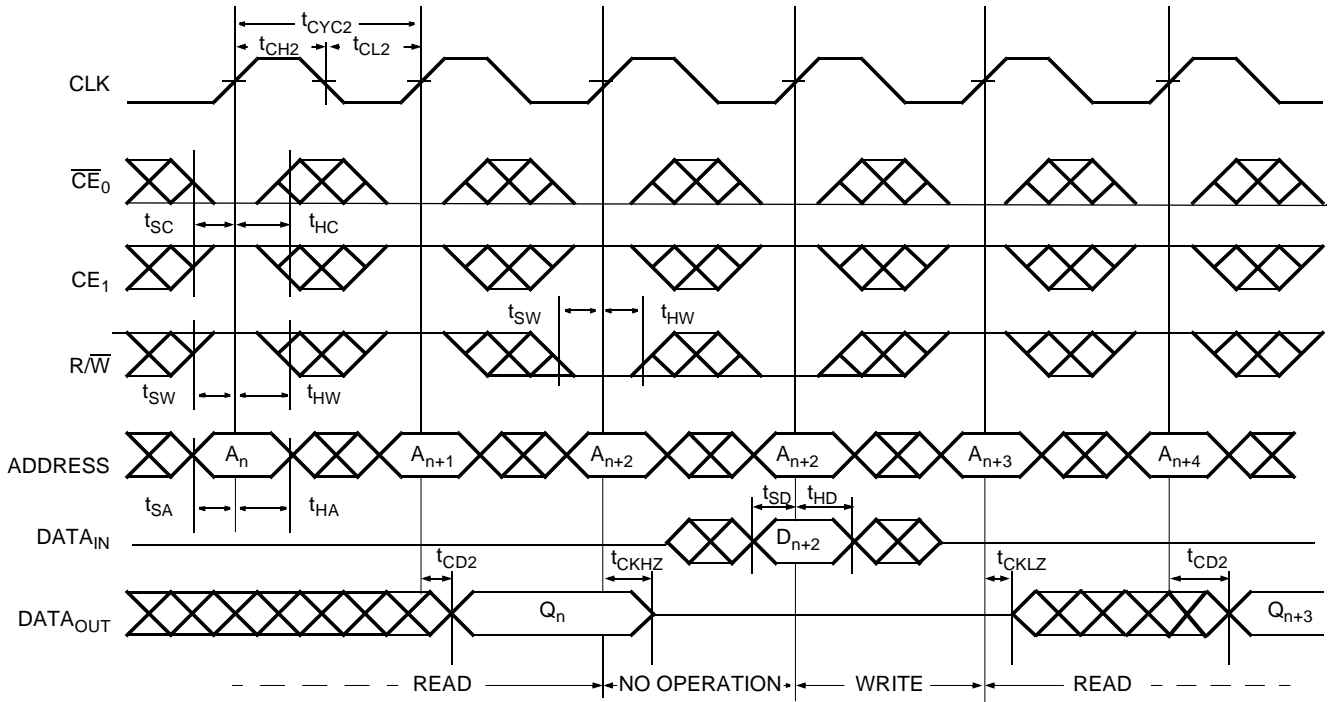 tCYC2
tCH2 tCL2
CLK
CE0
tSC tHC
CE1
tSW tHW
R/W
tSW tHW
ADDRESS An An+1 An+2 An+2 An+3 An+4
tSA tHA tSD tHD
DATAIN Dn+2
tCD2 tCKHZ tCKLZ tCD2
DATAOUT Qn Qn+3
READ NO OPERATION WRITE READ